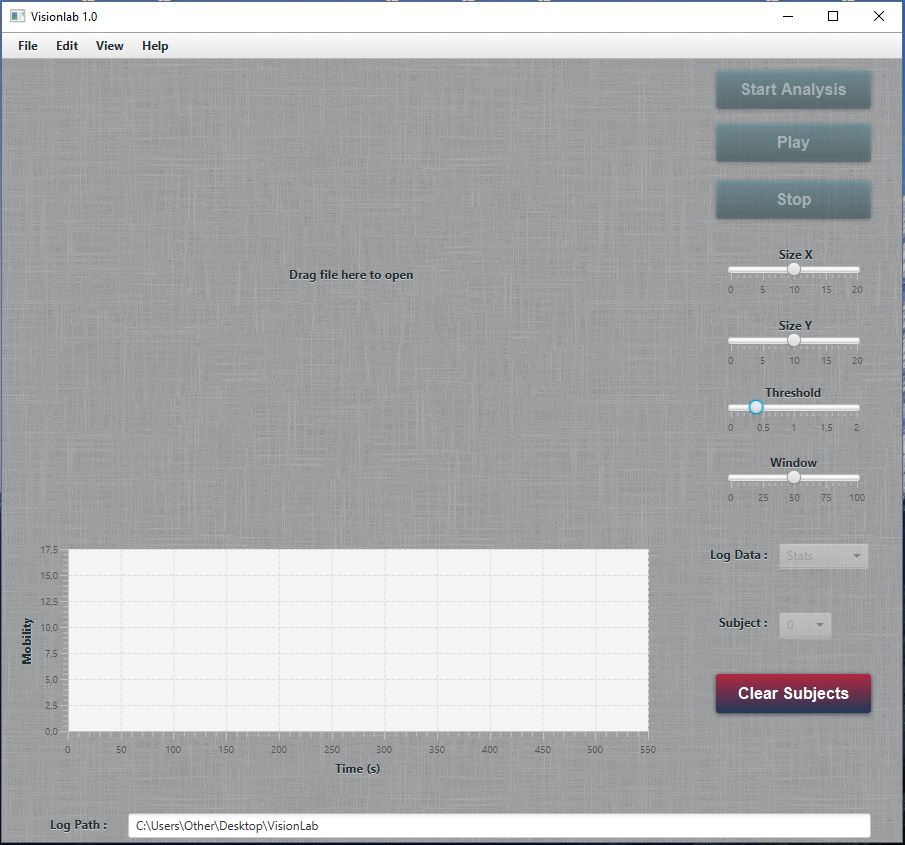 Visionlab 1.0
File Edit View Help
Start Analysis
Play
Stop
Drag file here to open
Size X
0 5 10 15 20
Size Y
0 5 10 15 20
Threshold
0 0,5 1 1,5 2
Window
0 25 50 75 100
Log Data : Stats
Subject : 0
Clear Subjects
Mobility
17,5
15,0
12,5
10,0
7,5
5,0
2,5
0,0
0 50 100 150 200 250 300 350 400 450 500 550
Time (s)
Log Path : C:\Users\Other\Desktop\VisionLab